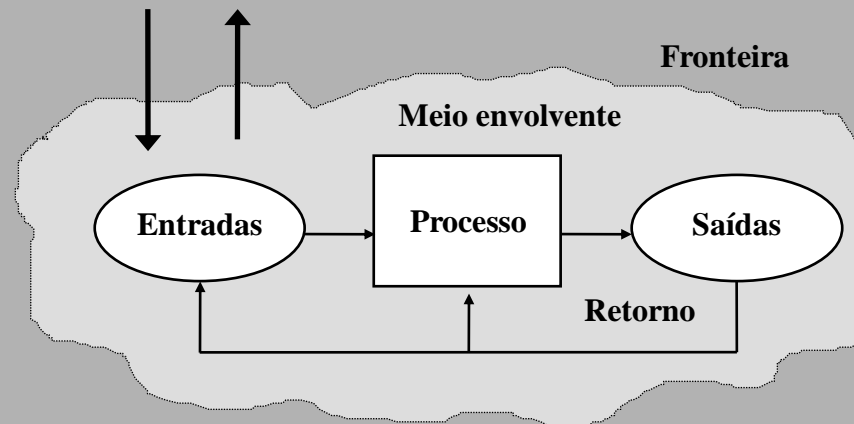 Fronteira
Meio envolvente
Entradas
Processo
Saídas
Retorno